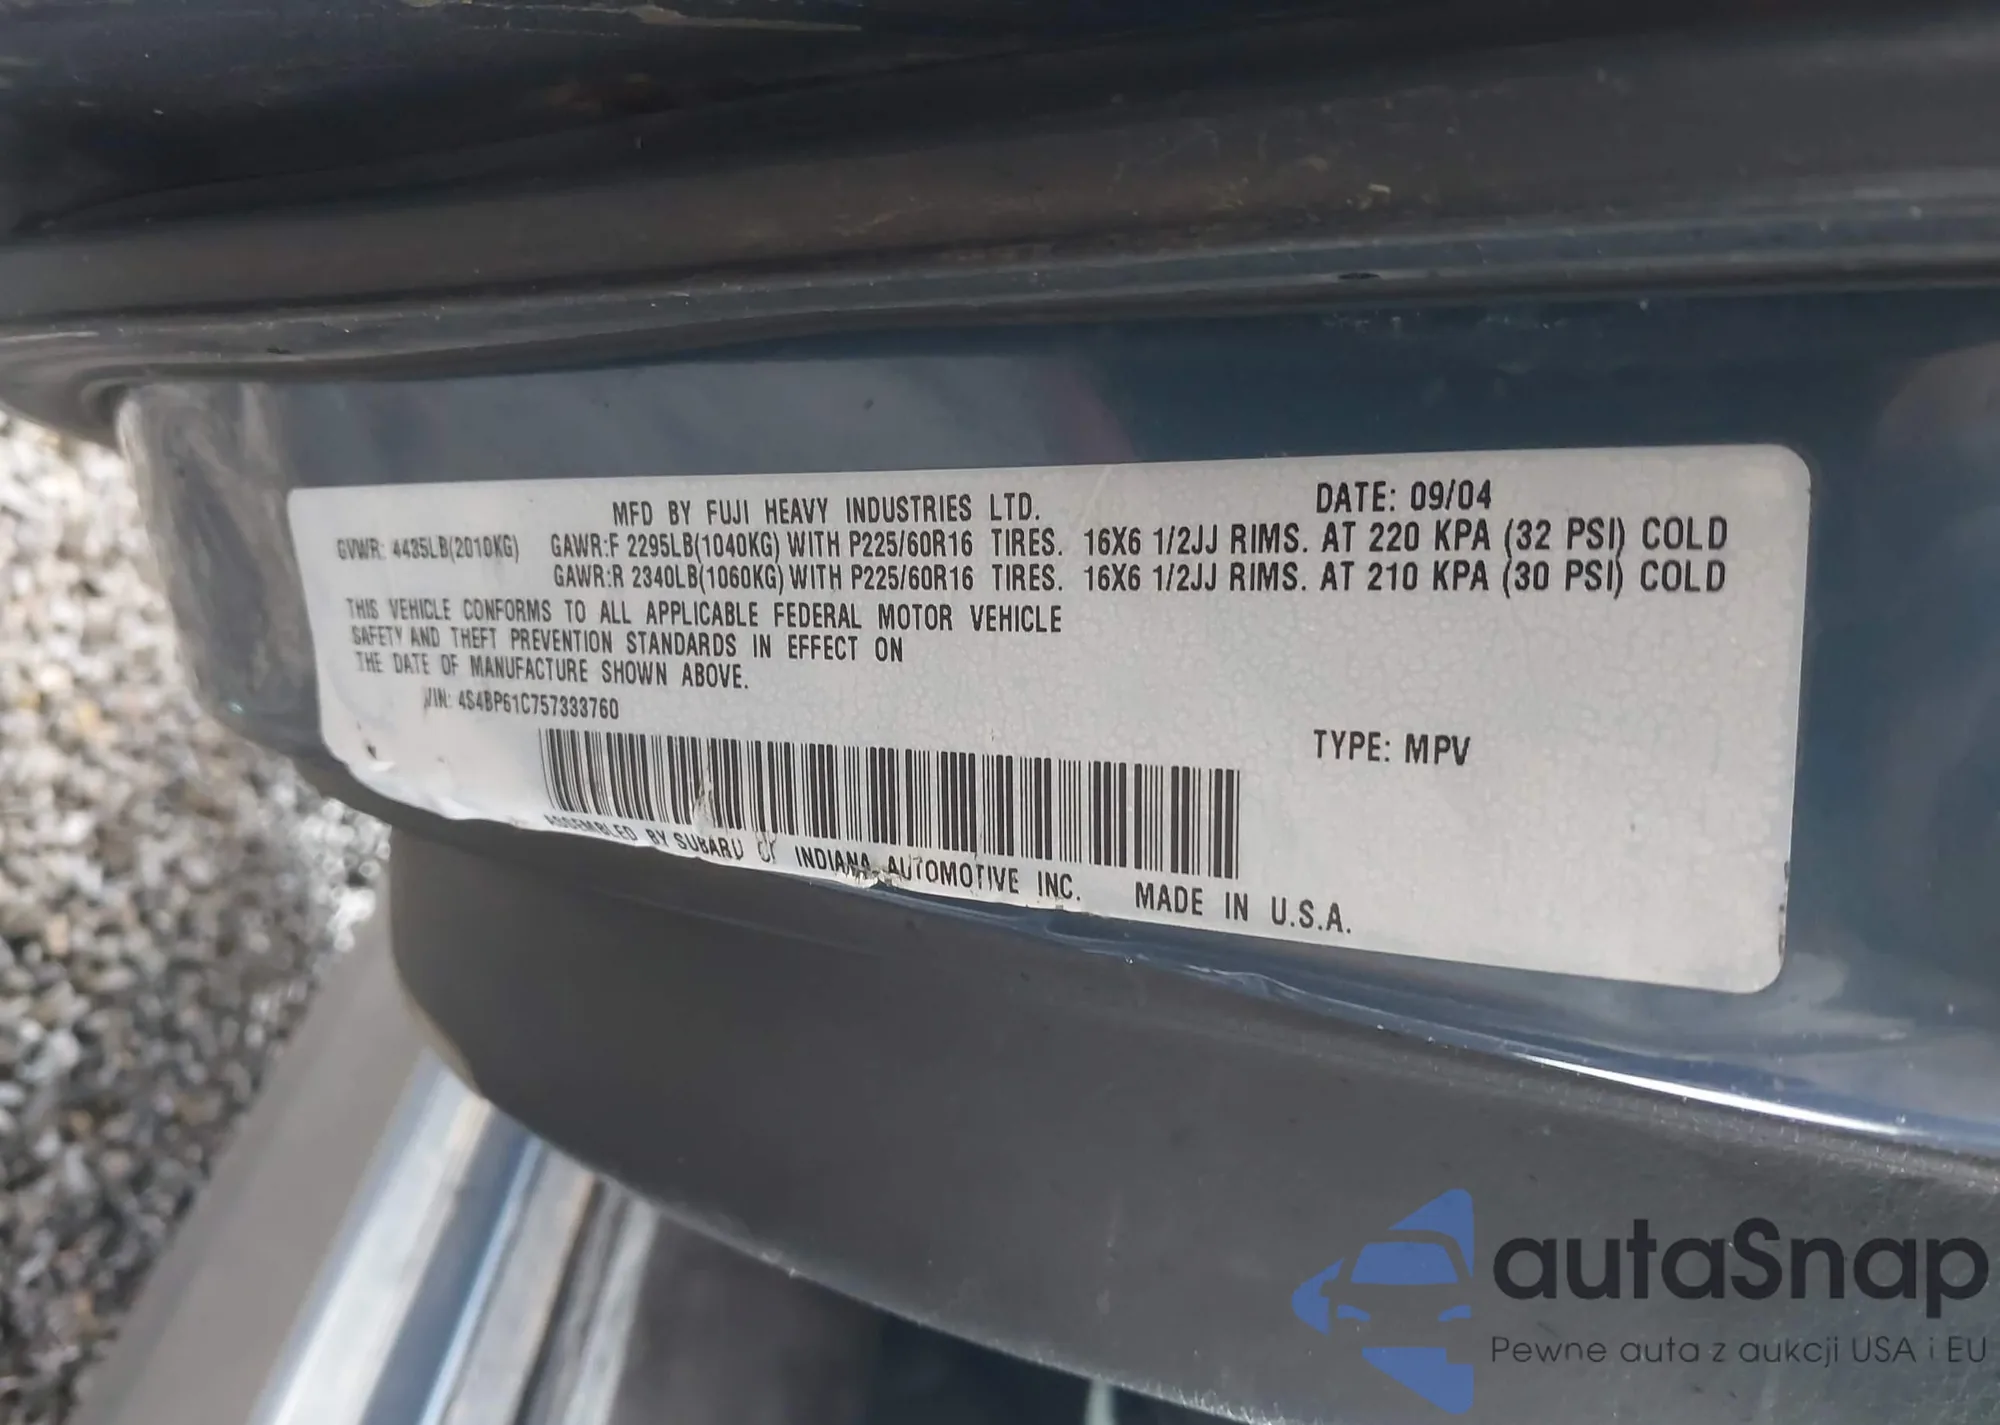 MFD BY FUJI HEAVY INDUSTRIES LTD. DATE: 09/04
GVWR: 4435LB(2010KG) GAWR:F 2295LB(1040KG) WITH P225/60R16 TIRES. 16X6 1/2JJ RIMS. AT 220 KPA (32 PSI) COLD
GAWR:R 2340LB(1060KG) WITH P225/60R16 TIRES. 16X6 1/2JJ RIMS. AT 210 KPA (30 PSI) COLD
THIS VEHICLE CONFORMS TO ALL APPLICABLE FEDERAL MOTOR VEHICLE
SAFETY AND THEFT PREVENTION STANDARDS IN EFFECT ON
THE DATE OF MANUFACTURE SHOWN ABOVE.
VIN: 4S4BP61C757333760
TYPE: MPV
ASSEMBLED BY SUBARU OF INDIANA AUTOMOTIVE INC. MADE IN U.S.A.
autaSnap
Pewne auta z aukcji USA i EU